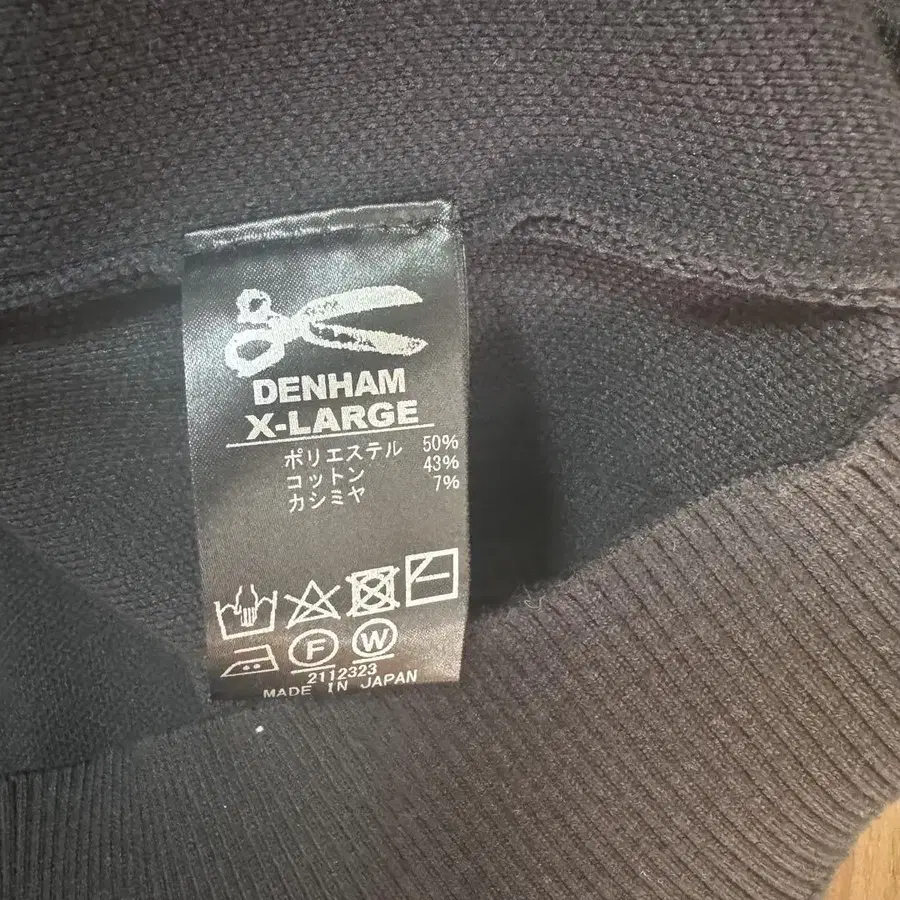 DENHAM
X-LARGE
ポリエステル 50%
コットン 43%
カシミヤ 7%
F W
2112323
MADE IN JAPAN